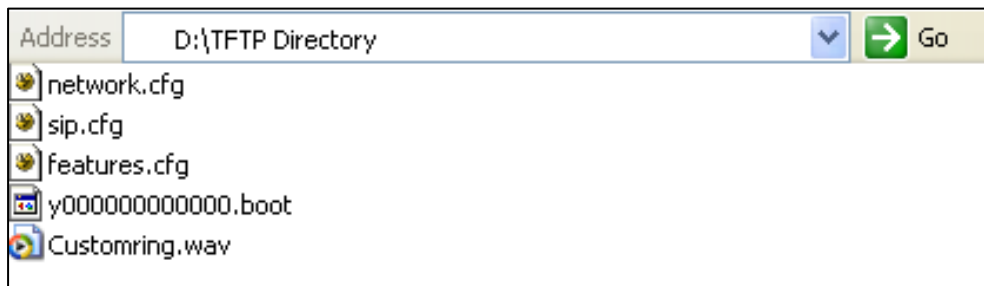 Address D:\TFTP Directory Go
network.cfg
sip.cfg
features.cfg
y000000000000.boot
Customring.wav